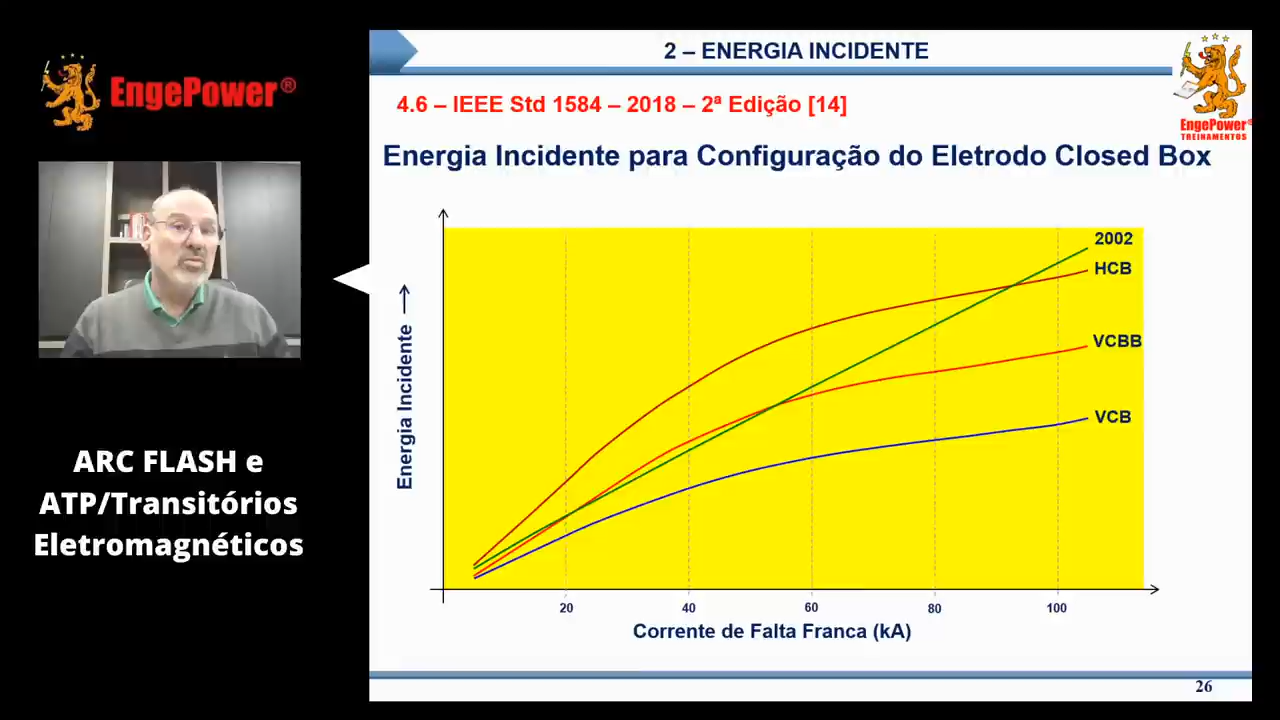 EngePower®
ARC FLASH e
ATP/Transitórios
Eletromagnéticos
2 – ENERGIA INCIDENTE
EngePower®
TREINAMENTOS
4.6 – IEEE Std 1584 – 2018 – 2ª Edição [14]
Energia Incidente para Configuração do Eletrodo Closed Box
Energia Incidente
2002
HCB
VCBB
VCB
20 40 60 80 100
Corrente de Falta Franca (kA)
26